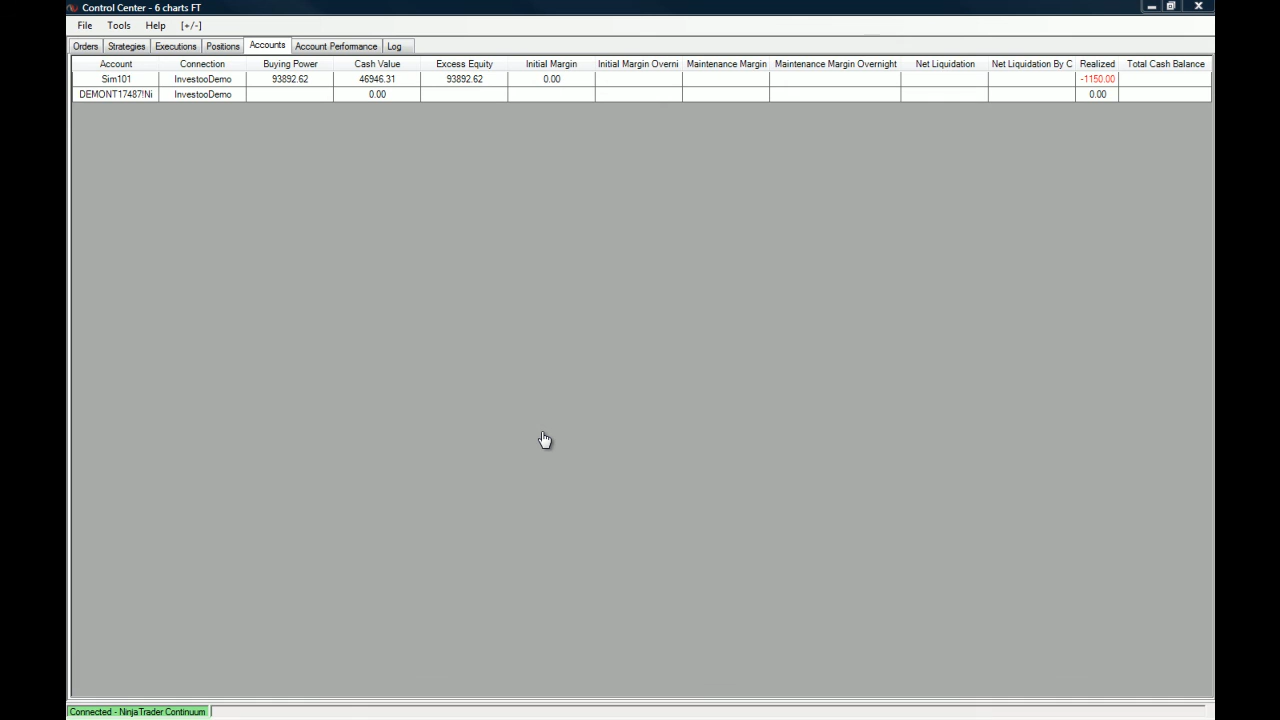 Control Center - 6 charts FT
File Tools Help [+/-]
Orders Strategies Executions Positions Accounts Account Performance Log
Account Connection Buying Power Cash Value Excess Equity Initial Margin Initial Margin Overni Maintenance Margin Maintenance Margin Overnight Net Liquidation Net Liquidation By C Realized Total Cash Balance
Sim101 InvestooDemo 93892.62 46946.31 93892.62 0.00 -1150.00
DEMONT17487!Ni InvestooDemo 0.00 0.00
Connected - NinjaTrader Continuum